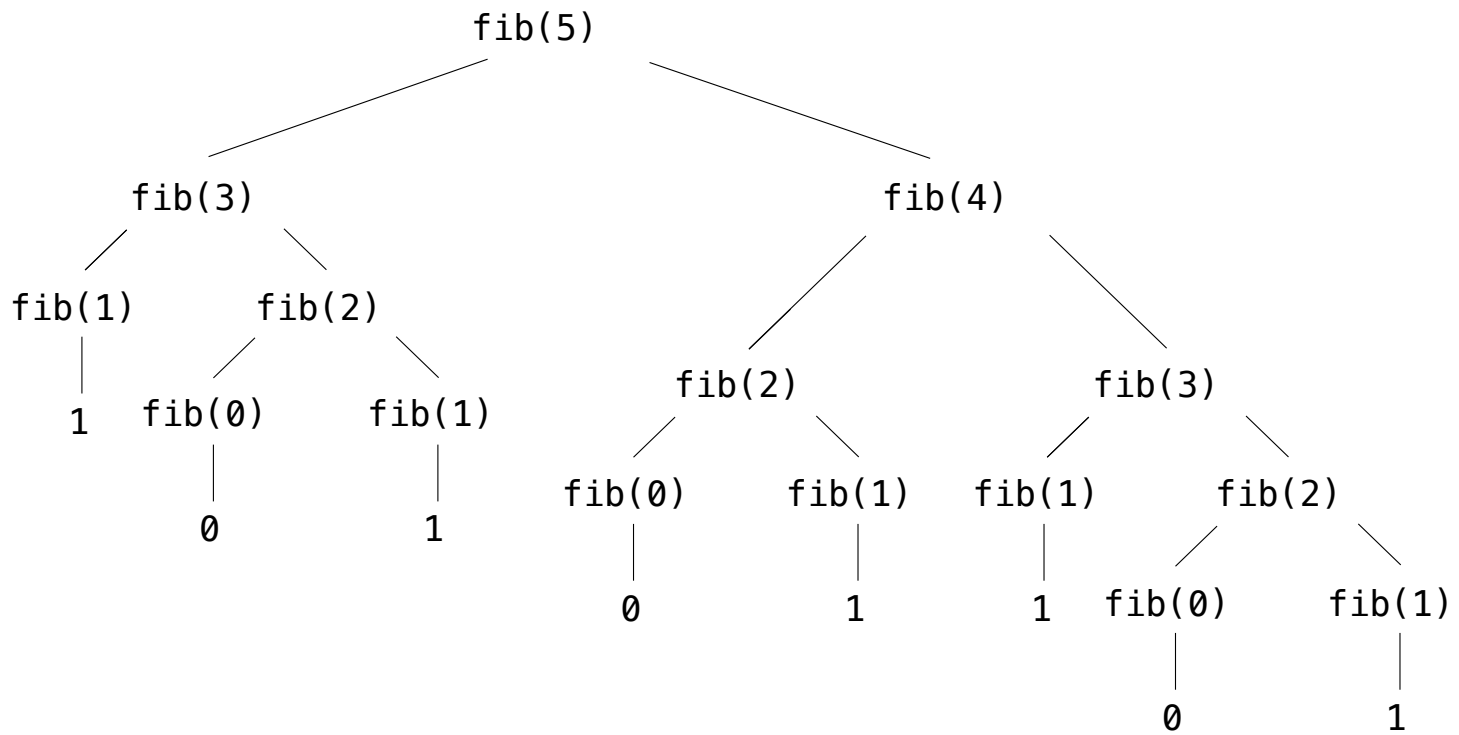 fib(5)
fib(3) fib(4)
fib(1) fib(2)
fib(2) fib(3)
1 fib(0) fib(1)
fib(0) fib(1) fib(1) fib(2)
0 1
0 1 1 fib(0) fib(1)
0 1